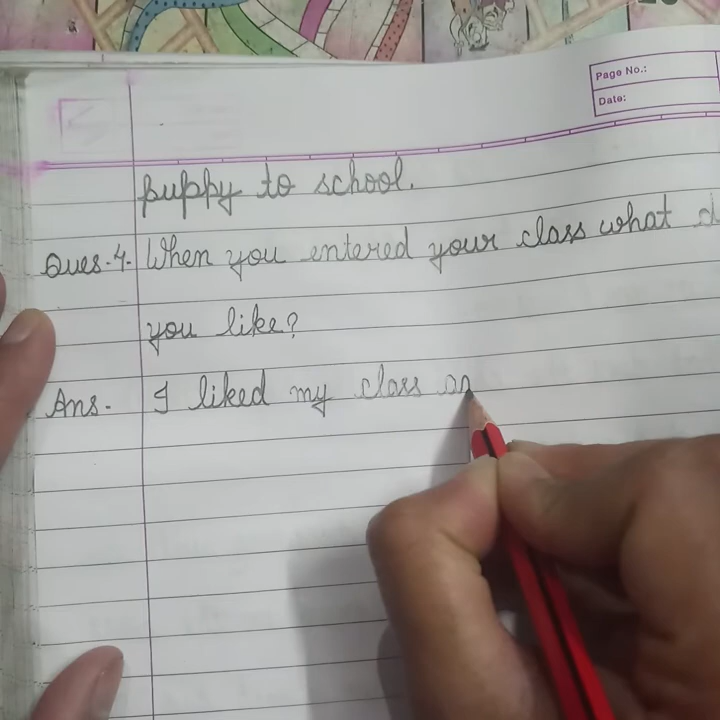 Page No.:
Date:
puppy to school.
Ques.4. When you entered your class what d
you like?
Ans. I liked my class an